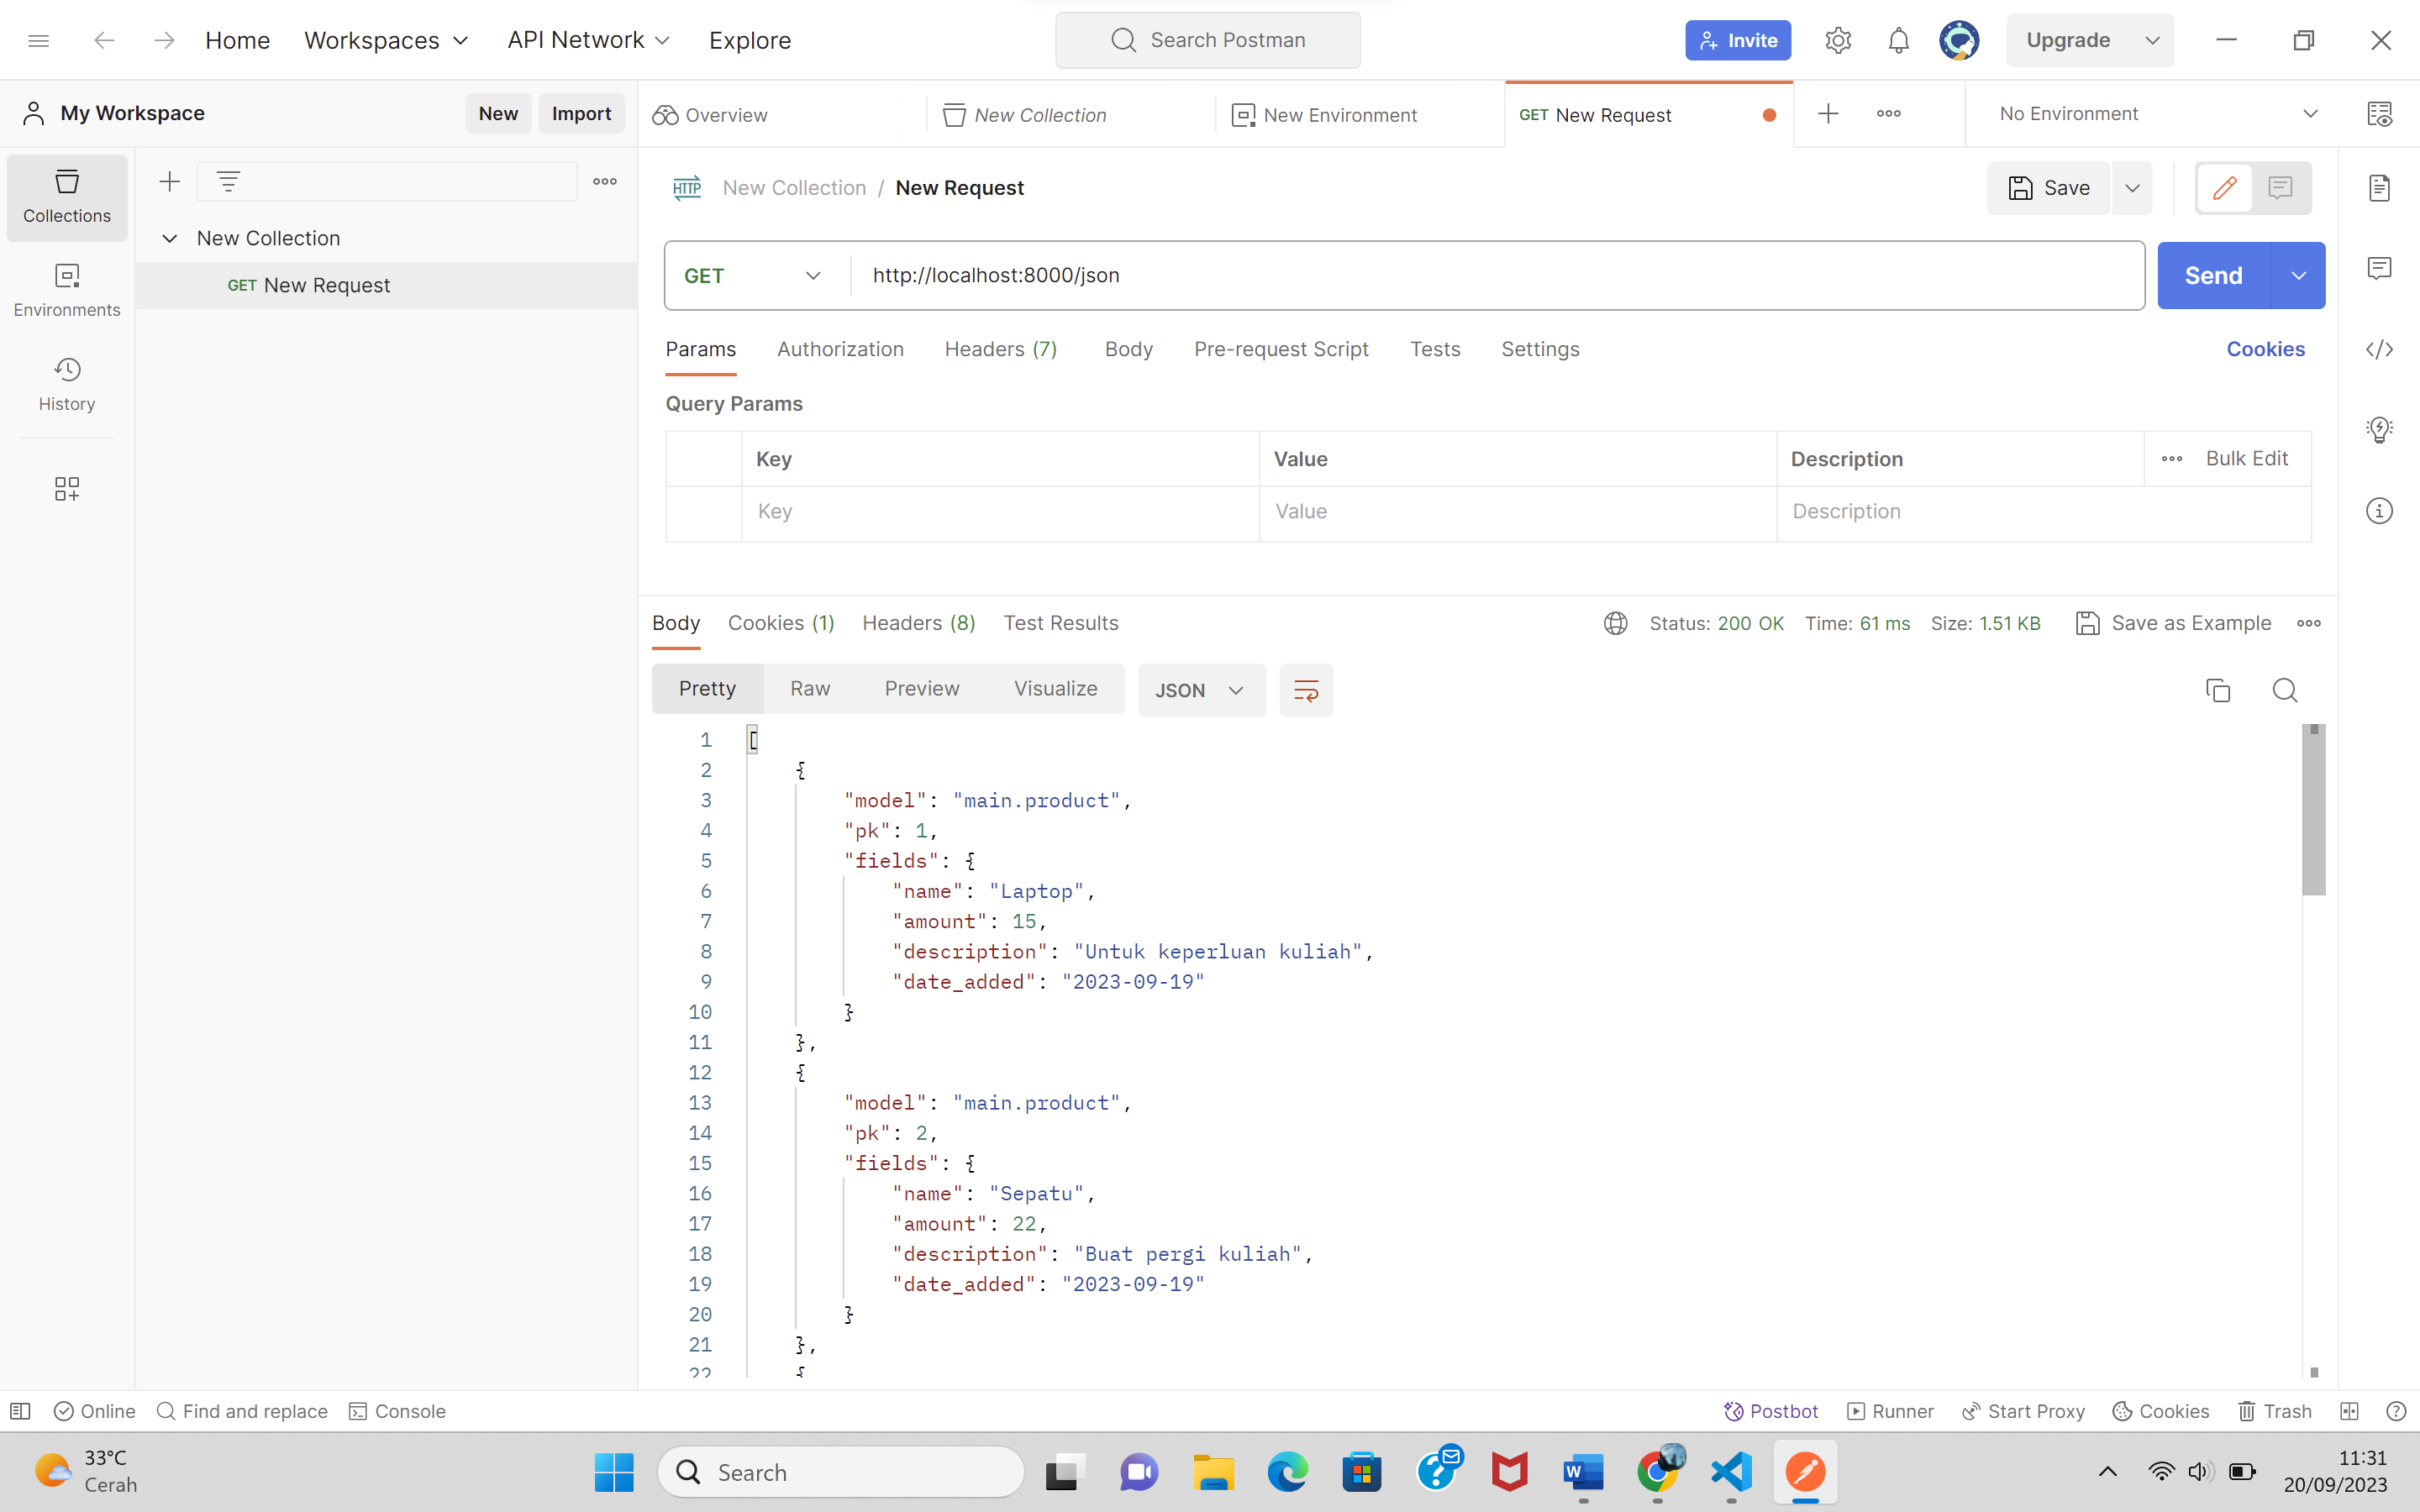 Home Workspaces API Network Explore Search Postman Invite Upgrade
My Workspace New Import Overview New Collection New Environment GET New Request No Environment
Collections
Environments
History
New Collection
GET New Request
HTTP New Collection / New Request Save
GET http://localhost:8000/json Send
Params Authorization Headers (7) Body Pre-request Script Tests Settings Cookies
Query Params
Key Value Description Bulk Edit
Key Value Description
Body Cookies (1) Headers (8) Test Results Status: 200 OK Time: 61 ms Size: 1.51 KB Save as Example
Pretty Raw Preview Visualize JSON
1 [
2 {
3 "model": "main.product",
4 "pk": 1,
5 "fields": {
6 "name": "Laptop",
7 "amount": 15,
8 "description": "Untuk keperluan kuliah",
9 "date_added": "2023-09-19"
10 }
11 },
12 {
13 "model": "main.product",
14 "pk": 2,
15 "fields": {
16 "name": "Sepatu",
17 "amount": 22,
18 "description": "Buat pergi kuliah",
19 "date_added": "2023-09-19"
20 }
21 },
22 {
Online Find and replace Console Postbot Runner Start Proxy Cookies Trash
33°C
Cerah
Search
11:31
20/09/2023